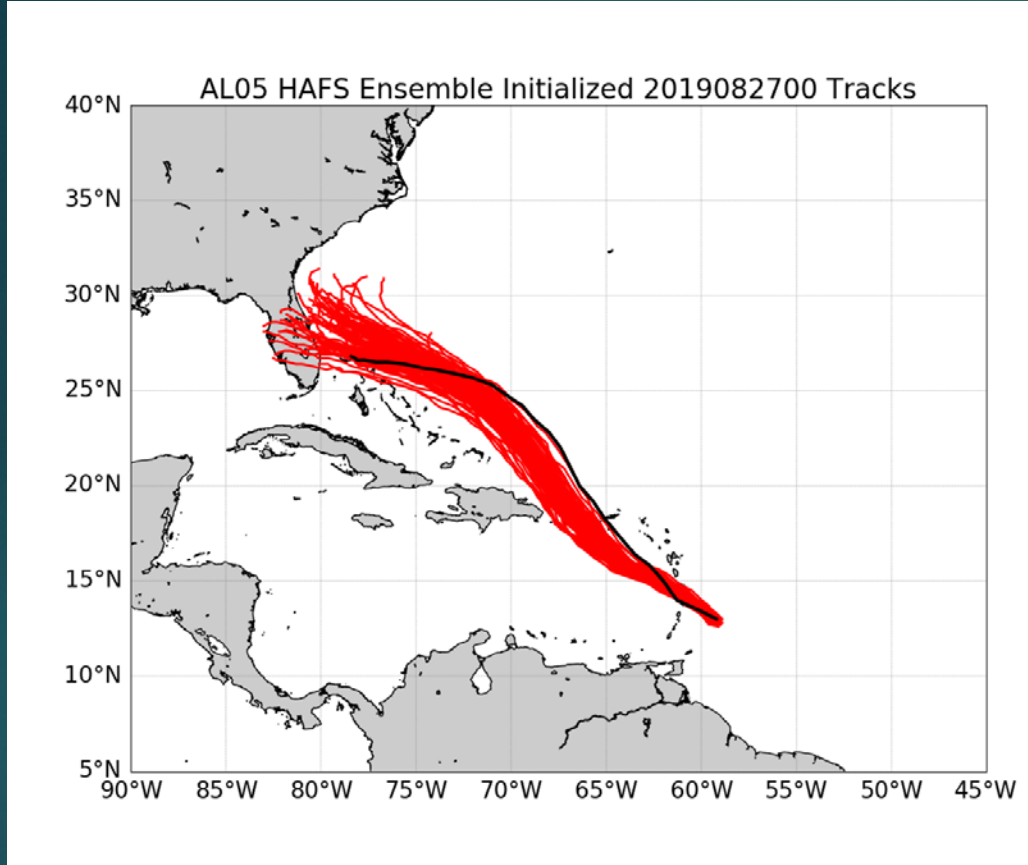 AL05 HAFS Ensemble Initialized 2019082700 Tracks
40°N
35°N
30°N
25°N
20°N
15°N
10°N
5°N
90°W 85°W 80°W 75°W 70°W 65°W 60°W 55°W 50°W 45°W